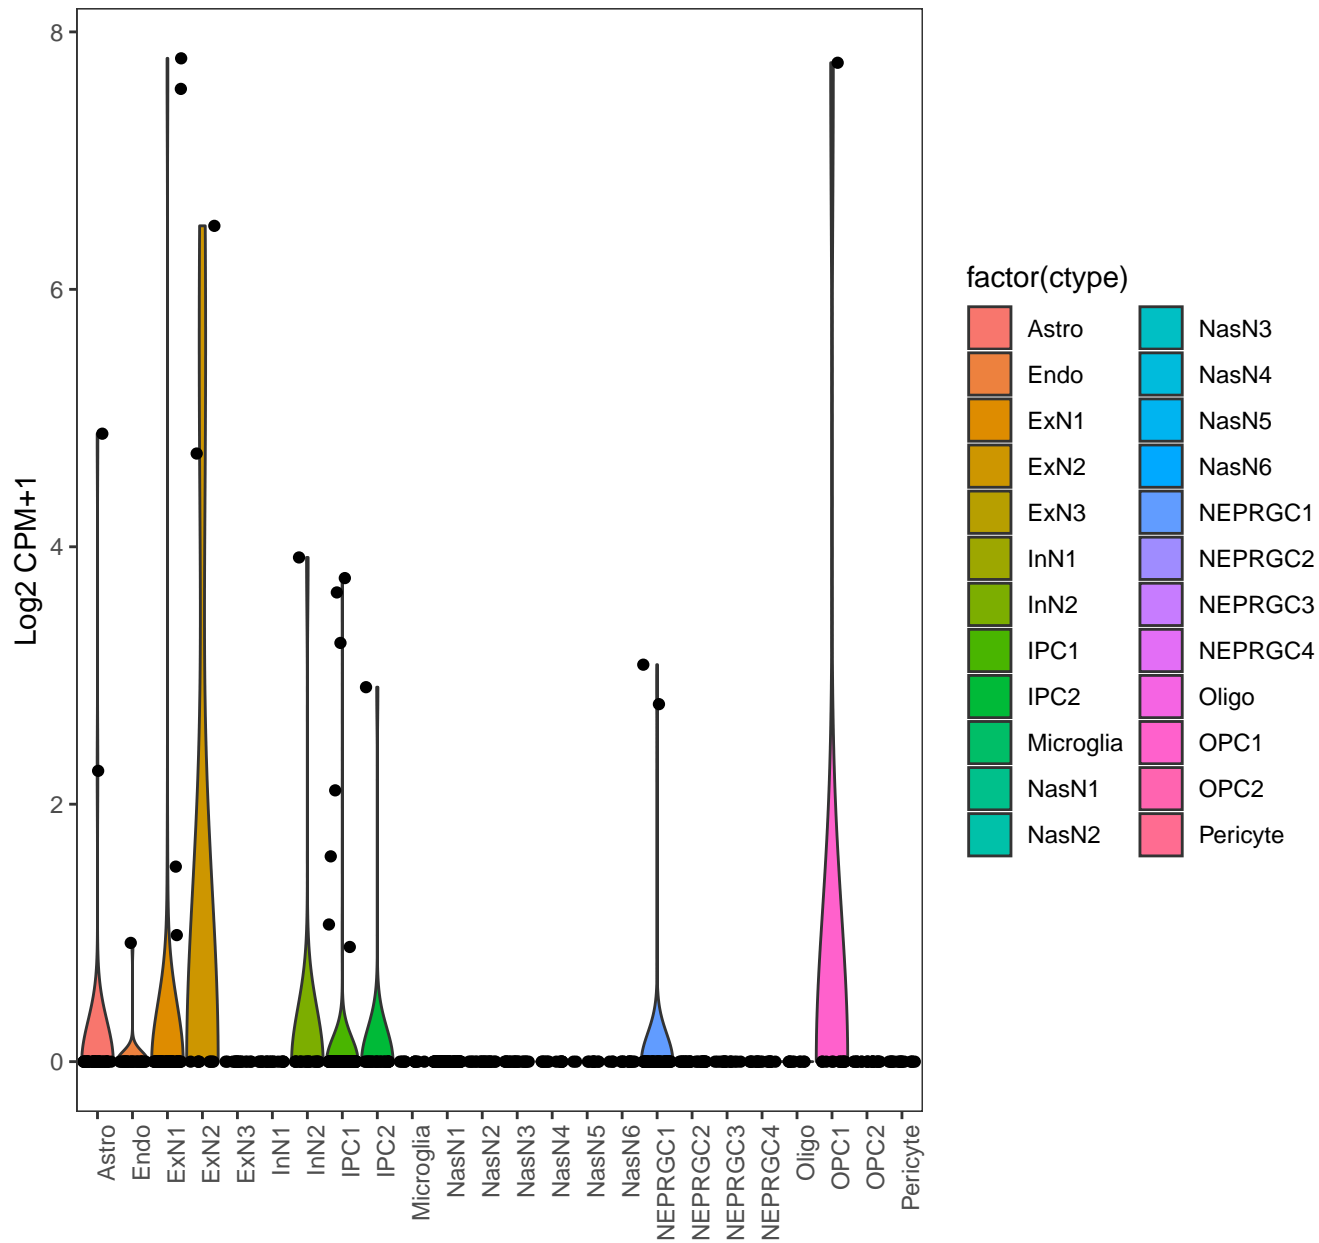 8
6
4
2
0
Log2 CPM+1
Astro
Endo
ExN1
ExN2
ExN3
InN1
InN2
IPC1
IPC2
Microglia
NasN1
NasN2
NasN3
NasN4
NasN5
NasN6
NEPRGC1
NEPRGC2
NEPRGC3
NEPRGC4
Oligo
OPC1
OPC2
Pericyte
factor(ctype)
Astro
Endo
ExN1
ExN2
ExN3
InN1
InN2
IPC1
IPC2
Microglia
NasN1
NasN2
NasN3
NasN4
NasN5
NasN6
NEPRGC1
NEPRGC2
NEPRGC3
NEPRGC4
Oligo
OPC1
OPC2
Pericyte